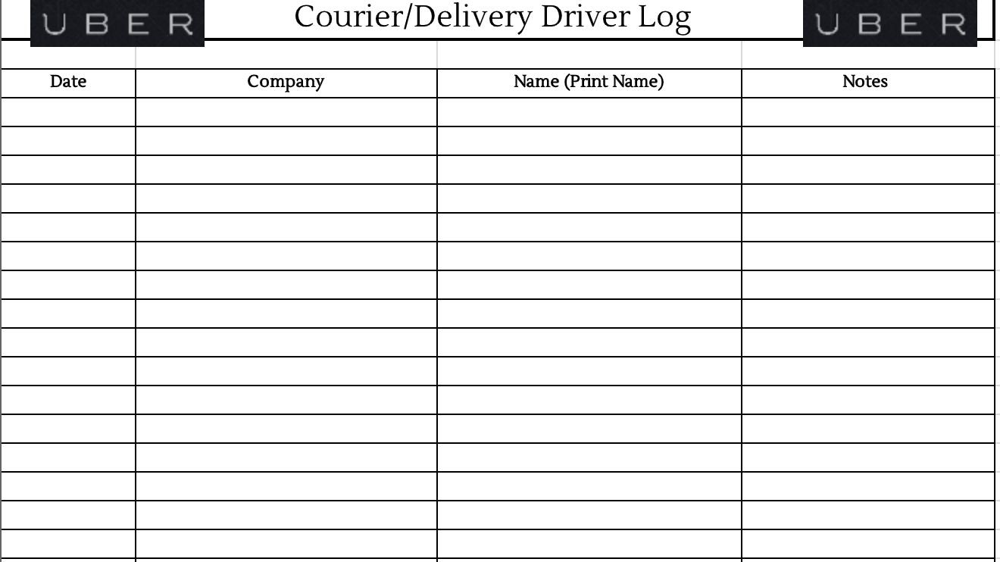 UBER Courier/Delivery Driver Log UBER
Date Company Name (Print Name) Notes